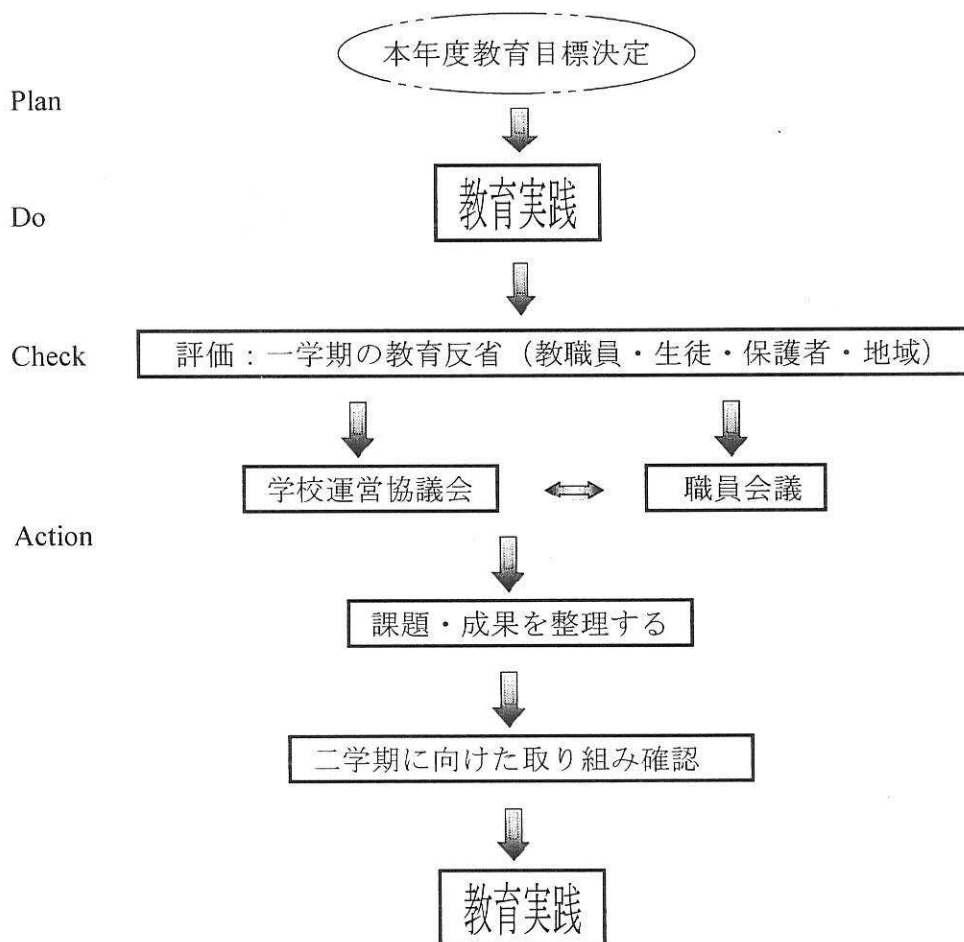 本年度教育目標決定
Plan
教育実践
Do
Check
評価：一学期の教育反省（教職員・生徒・保護者・地域）
学校運営協議会
職員会議
Action
課題・成果を整理する
二学期に向けた取り組み確認
教育実践